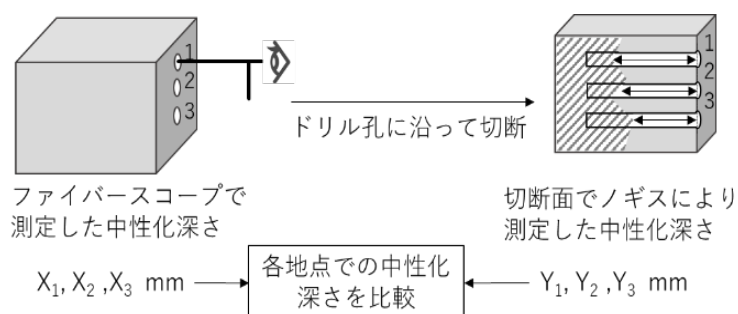 1
2
3
1
2
3
ドリル孔に沿って切断
ファイバースコープで
測定した中性化深さ
切断面でノギスにより
測定した中性化深さ
X₁, X₂ ,X₃ mm
各地点での中性化
深さを比較
Y₁, Y₂ ,Y₃ mm